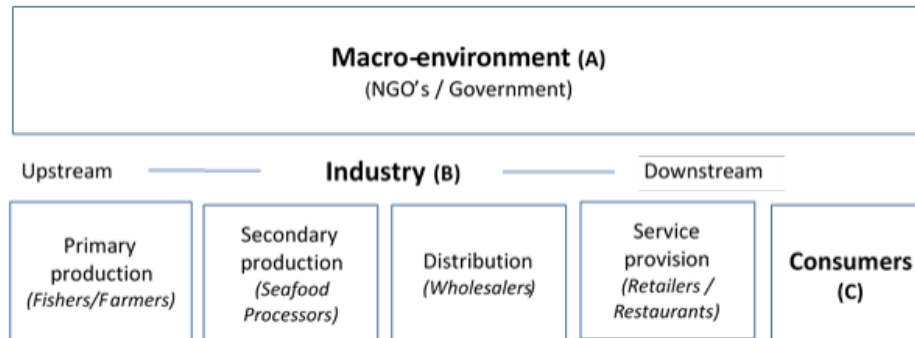 Macro-environment (A)
(NGO's / Government)
Upstream
Industry (B)
Downstream
Primary
production
(Fishers/Farmers)
Secondary
production
(Seafood
Processors)
Distribution
(Wholesalers)
Service
provision
(Retailers /
Restaurants)
Consumers
(C)